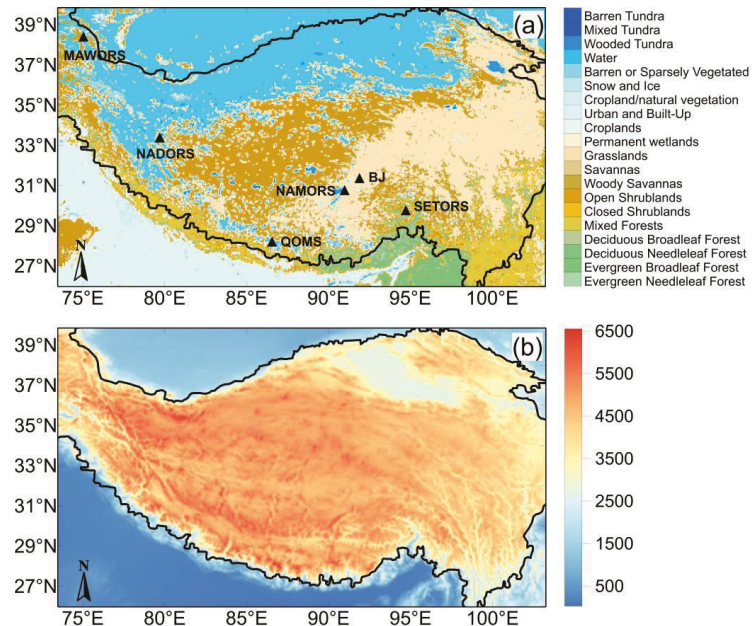 (a)
39°N
37°N
35°N
33°N
31°N
29°N
27°N
MAWORS
NADORS
BJ
NAMORS
SETORS
QOMS
N
75°E 80°E 85°E 90°E 95°E 100°E
Barren Tundra
Mixed Tundra
Wooded Tundra
Water
Barren or Sparsely Vegetated
Snow and Ice
Cropland/natural vegetation
Urban and Built-Up
Croplands
Permanent wetlands
Grasslands
Savannas
Woody Savannas
Open Shrublands
Closed Shrublands
Mixed Forests
Deciduous Broadleaf Forest
Deciduous Needleleaf Forest
Evergreen Broadleaf Forest
Evergreen Needleleaf Forest
(b)
39°N
37°N
35°N
33°N
31°N
29°N
27°N
N
75°E 80°E 85°E 90°E 95°E 100°E
6500
5500
4500
3500
2500
1500
500